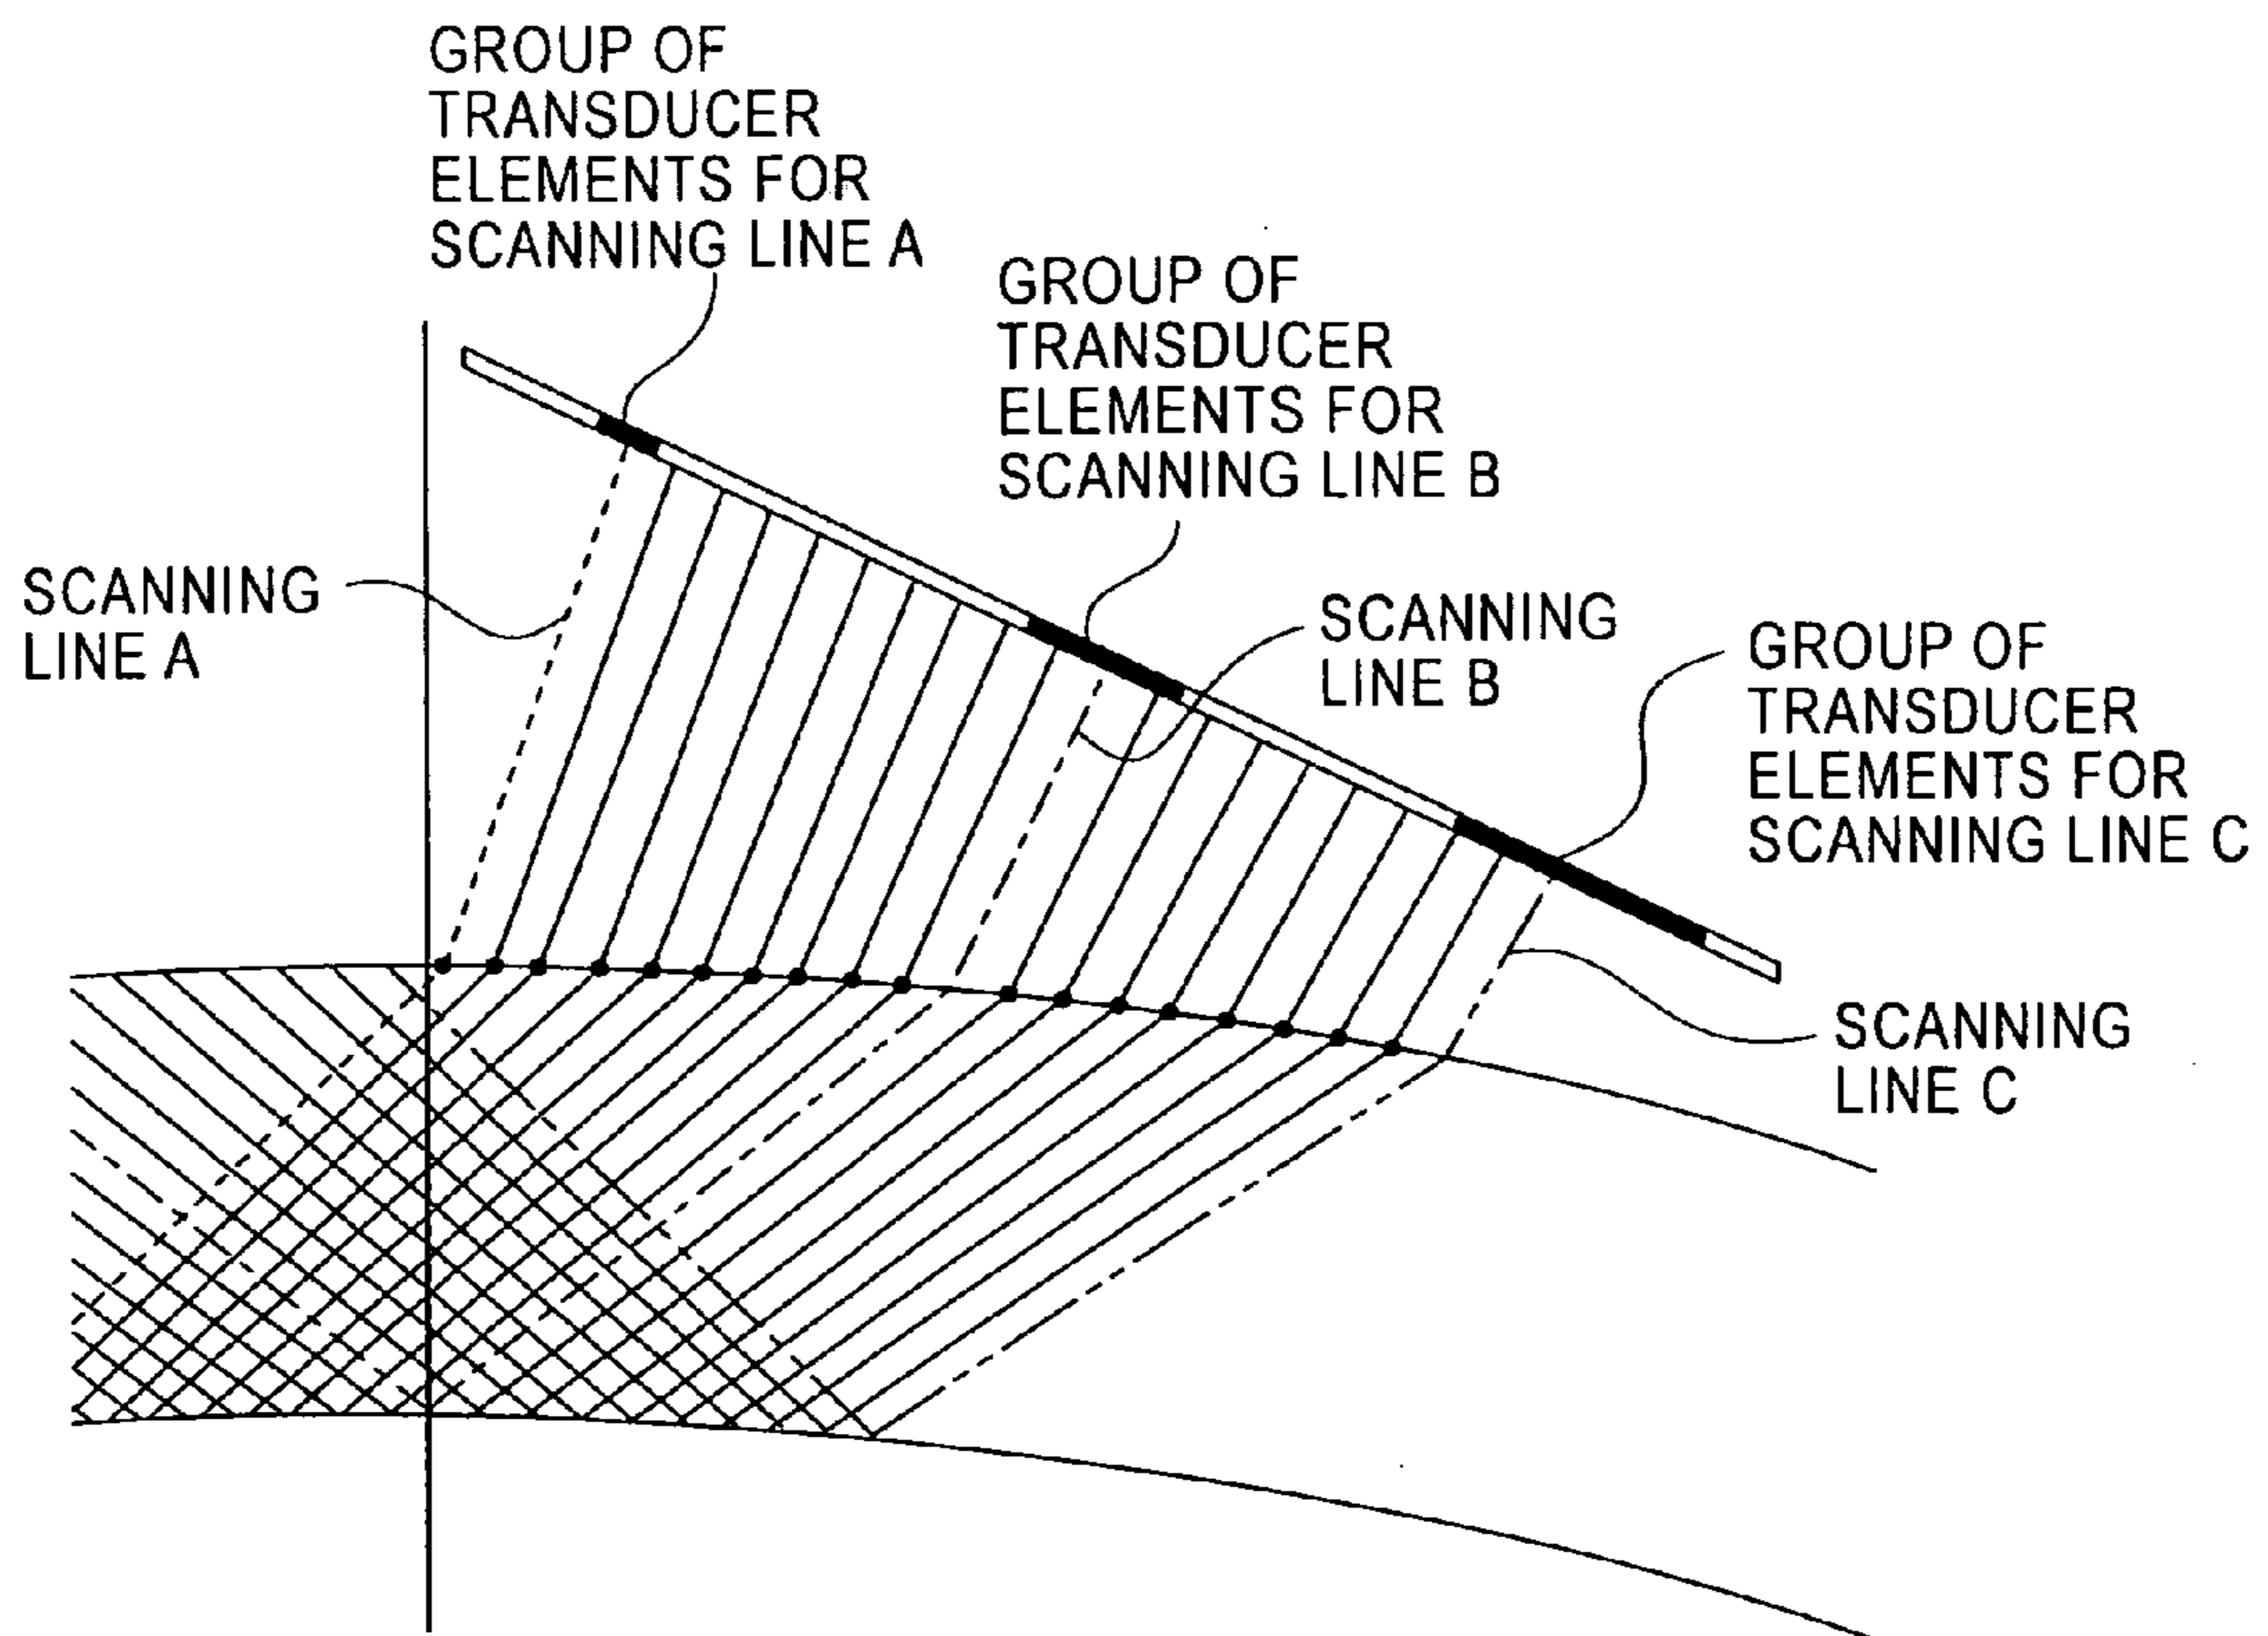 GROUP OF
TRANSDUCER
ELEMENTS FOR
SCANNING LINE A
GROUP OF
TRANSDUCER
ELEMENTS FOR
SCANNING LINE B
SCANNING
LINE A
SCANNING
LINE B
GROUP OF
TRANSDUCER
ELEMENTS FOR
SCANNING LINE C
SCANNING
LINE C